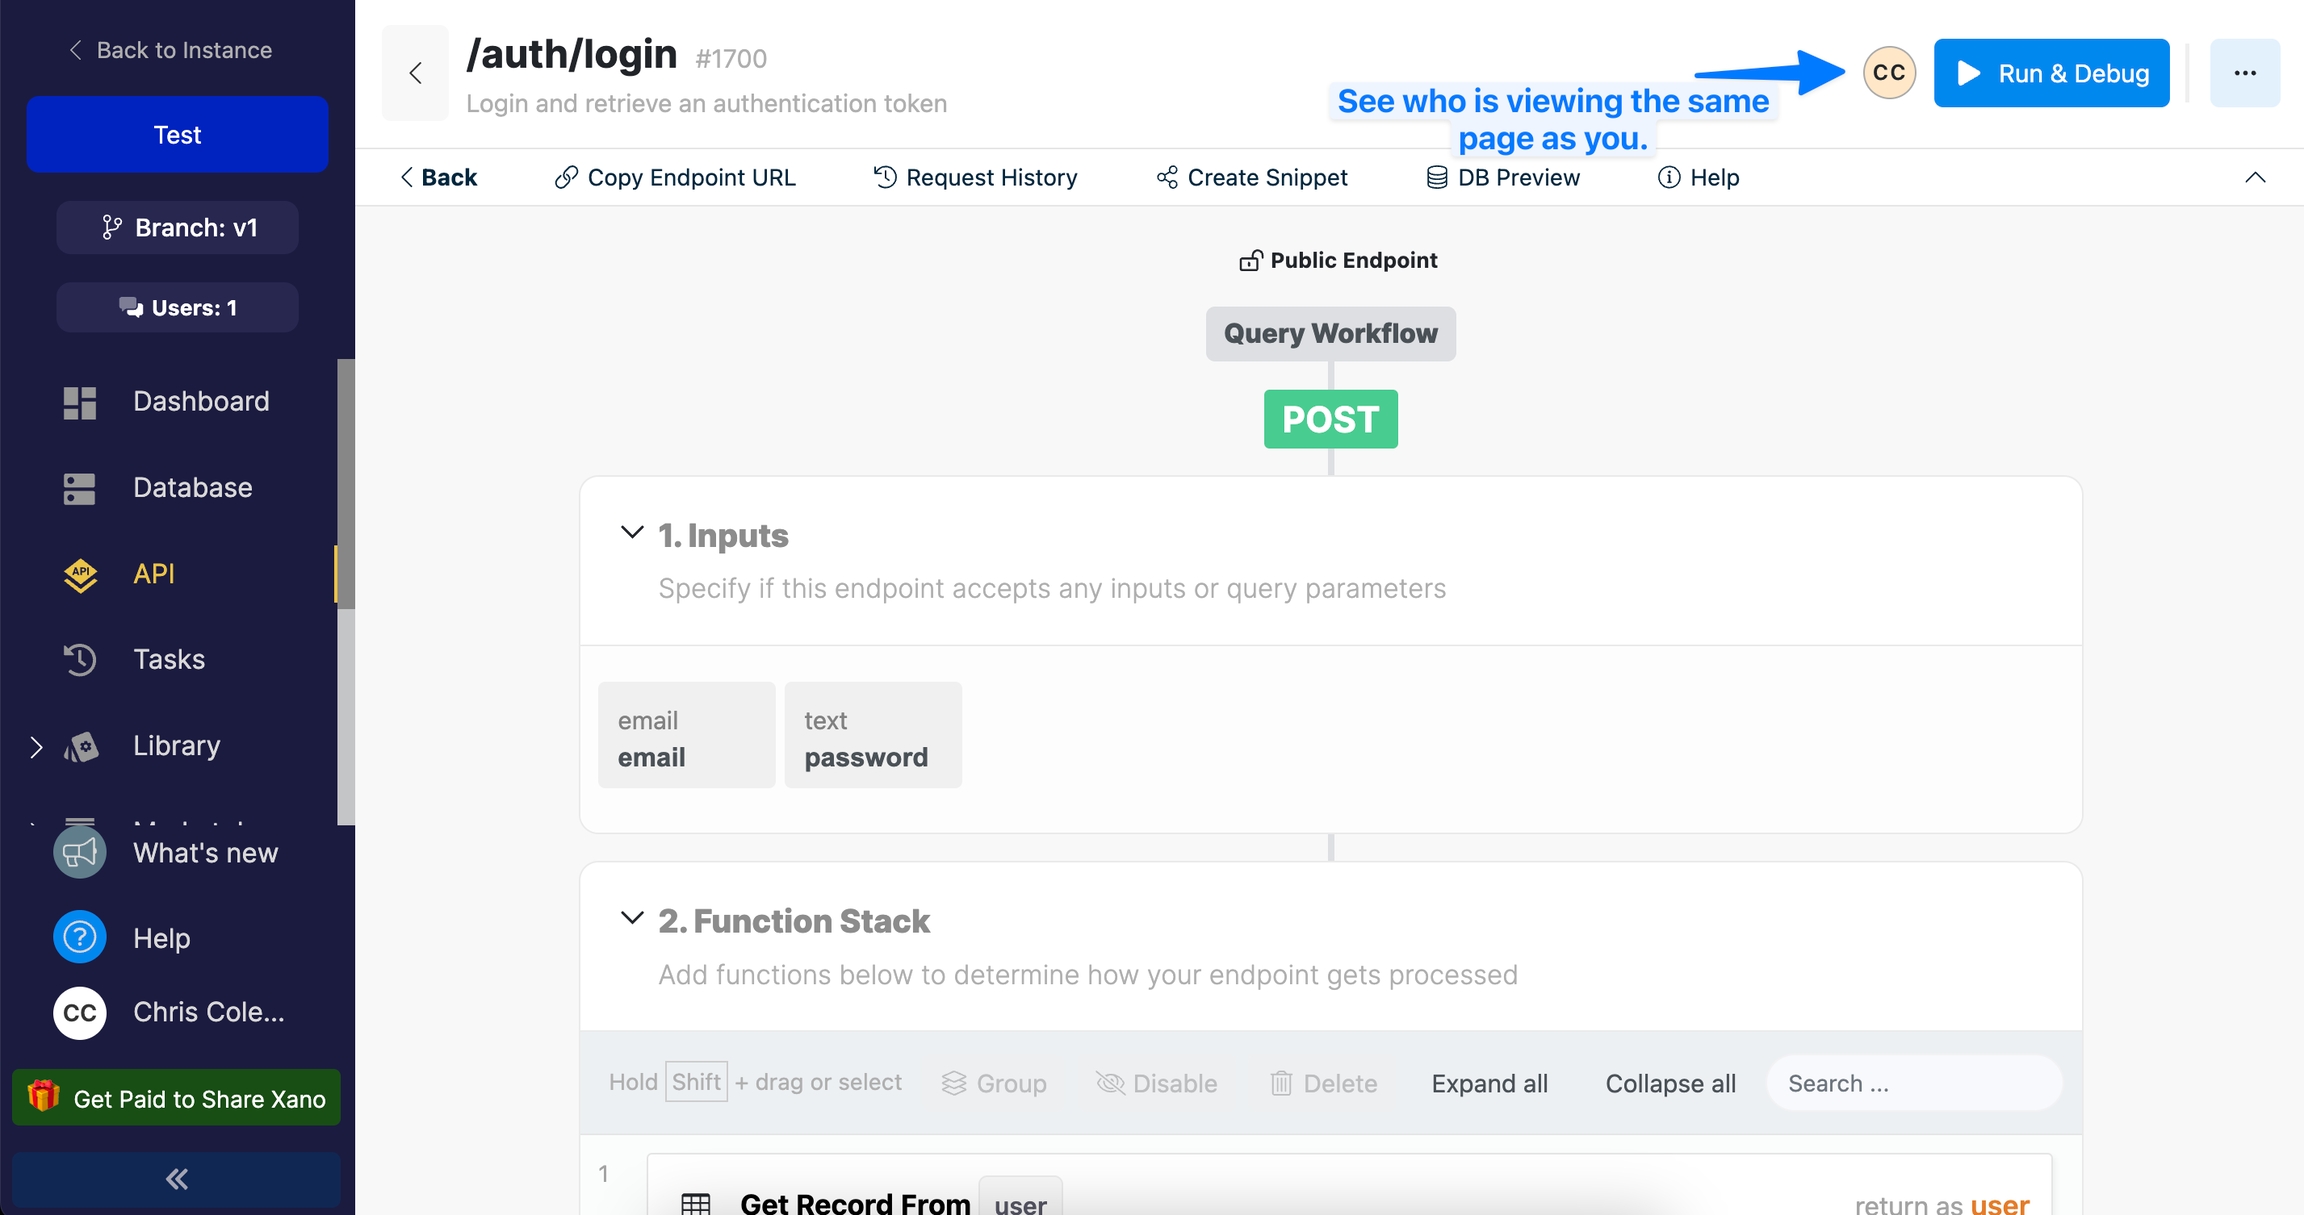 Back to Instance
Test
Branch: v1
Users: 1
Dashboard
Database
API
API
Tasks
Library
What's new
Help
CC
Chris Cole...
Get Paid to Share Xano
/auth/login #1700
Login and retrieve an authentication token
See who is viewing the same
page as you.
CC
Run & Debug
Back
Copy Endpoint URL
Request History
Create Snippet
DB Preview
Help
Public Endpoint
Query Workflow
POST
1. Inputs
Specify if this endpoint accepts any inputs or query parameters
email
email
text
password
2. Function Stack
Add functions below to determine how your endpoint gets processed
Hold Shift + drag or select
Group
Disable
Delete
Expand all
Collapse all
Search ...
1
Get Record From user
return as user